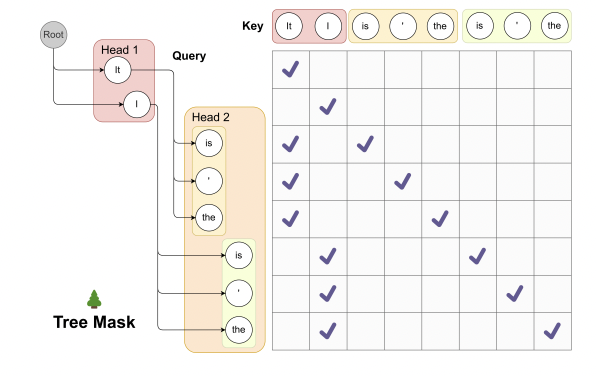 Key
It I is ' the is ' the
Root
Head 1
Query
It
I
Head 2
is
'
the
is
'
the
Tree Mask